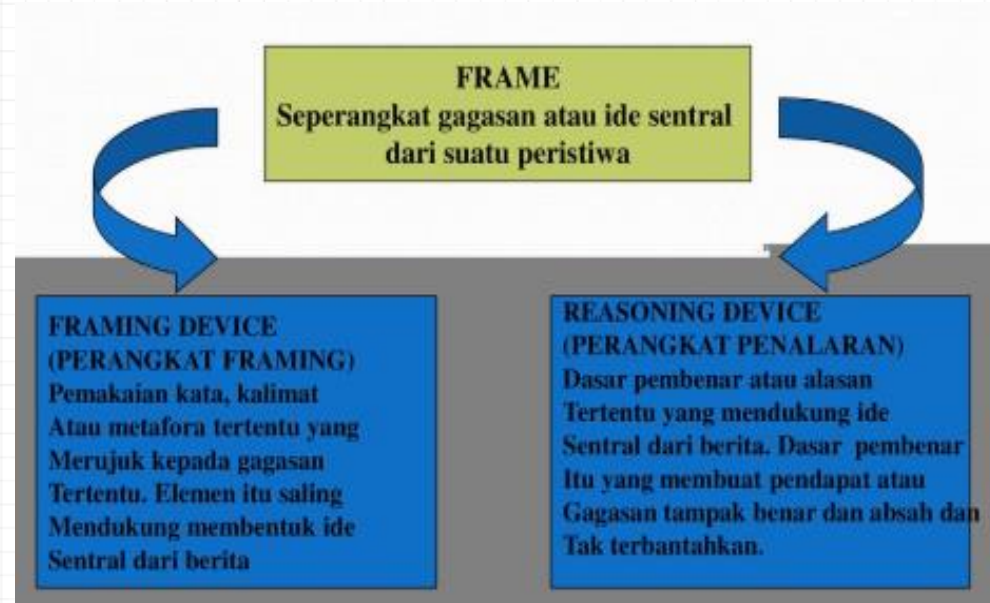 FRAME
Seperangkat gagasan atau ide sentral
dari suatu peristiwa
FRAMING DEVICE
(PERANGKAT FRAMING)
Pemakaian kata, kalimat
Atau metafora tertentu yang
Merujuk kepada gagasan
Tertentu. Elemen itu saling
Mendukung membentuk ide
Sentral dari berita
REASONING DEVICE
(PERANGKAT PENALARAN)
Dasar pembenar atau alasan
Tertentu yang mendukung ide
Sentral dari berita. Dasar pembenar
Itu yang membuat pendapat atau
Gagasan tampak benar dan absah dan
Tak terbantahkan.